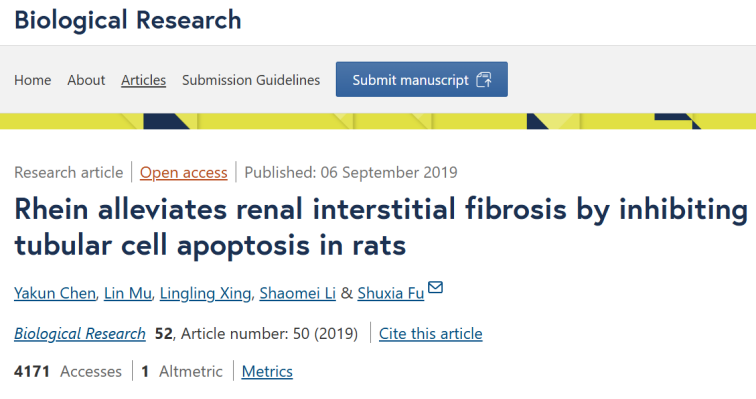 Biological Research
Home About Articles Submission Guidelines Submit manuscript
Research article Open access Published: 06 September 2019
Rhein alleviates renal interstitial fibrosis by inhibiting
tubular cell apoptosis in rats
Yakun Chen, Lin Mu, Lingling Xing, Shaomei Li & Shuxia Fu
Biological Research 52, Article number: 50 (2019) Cite this article
4171 Accesses 1 Altmetric Metrics